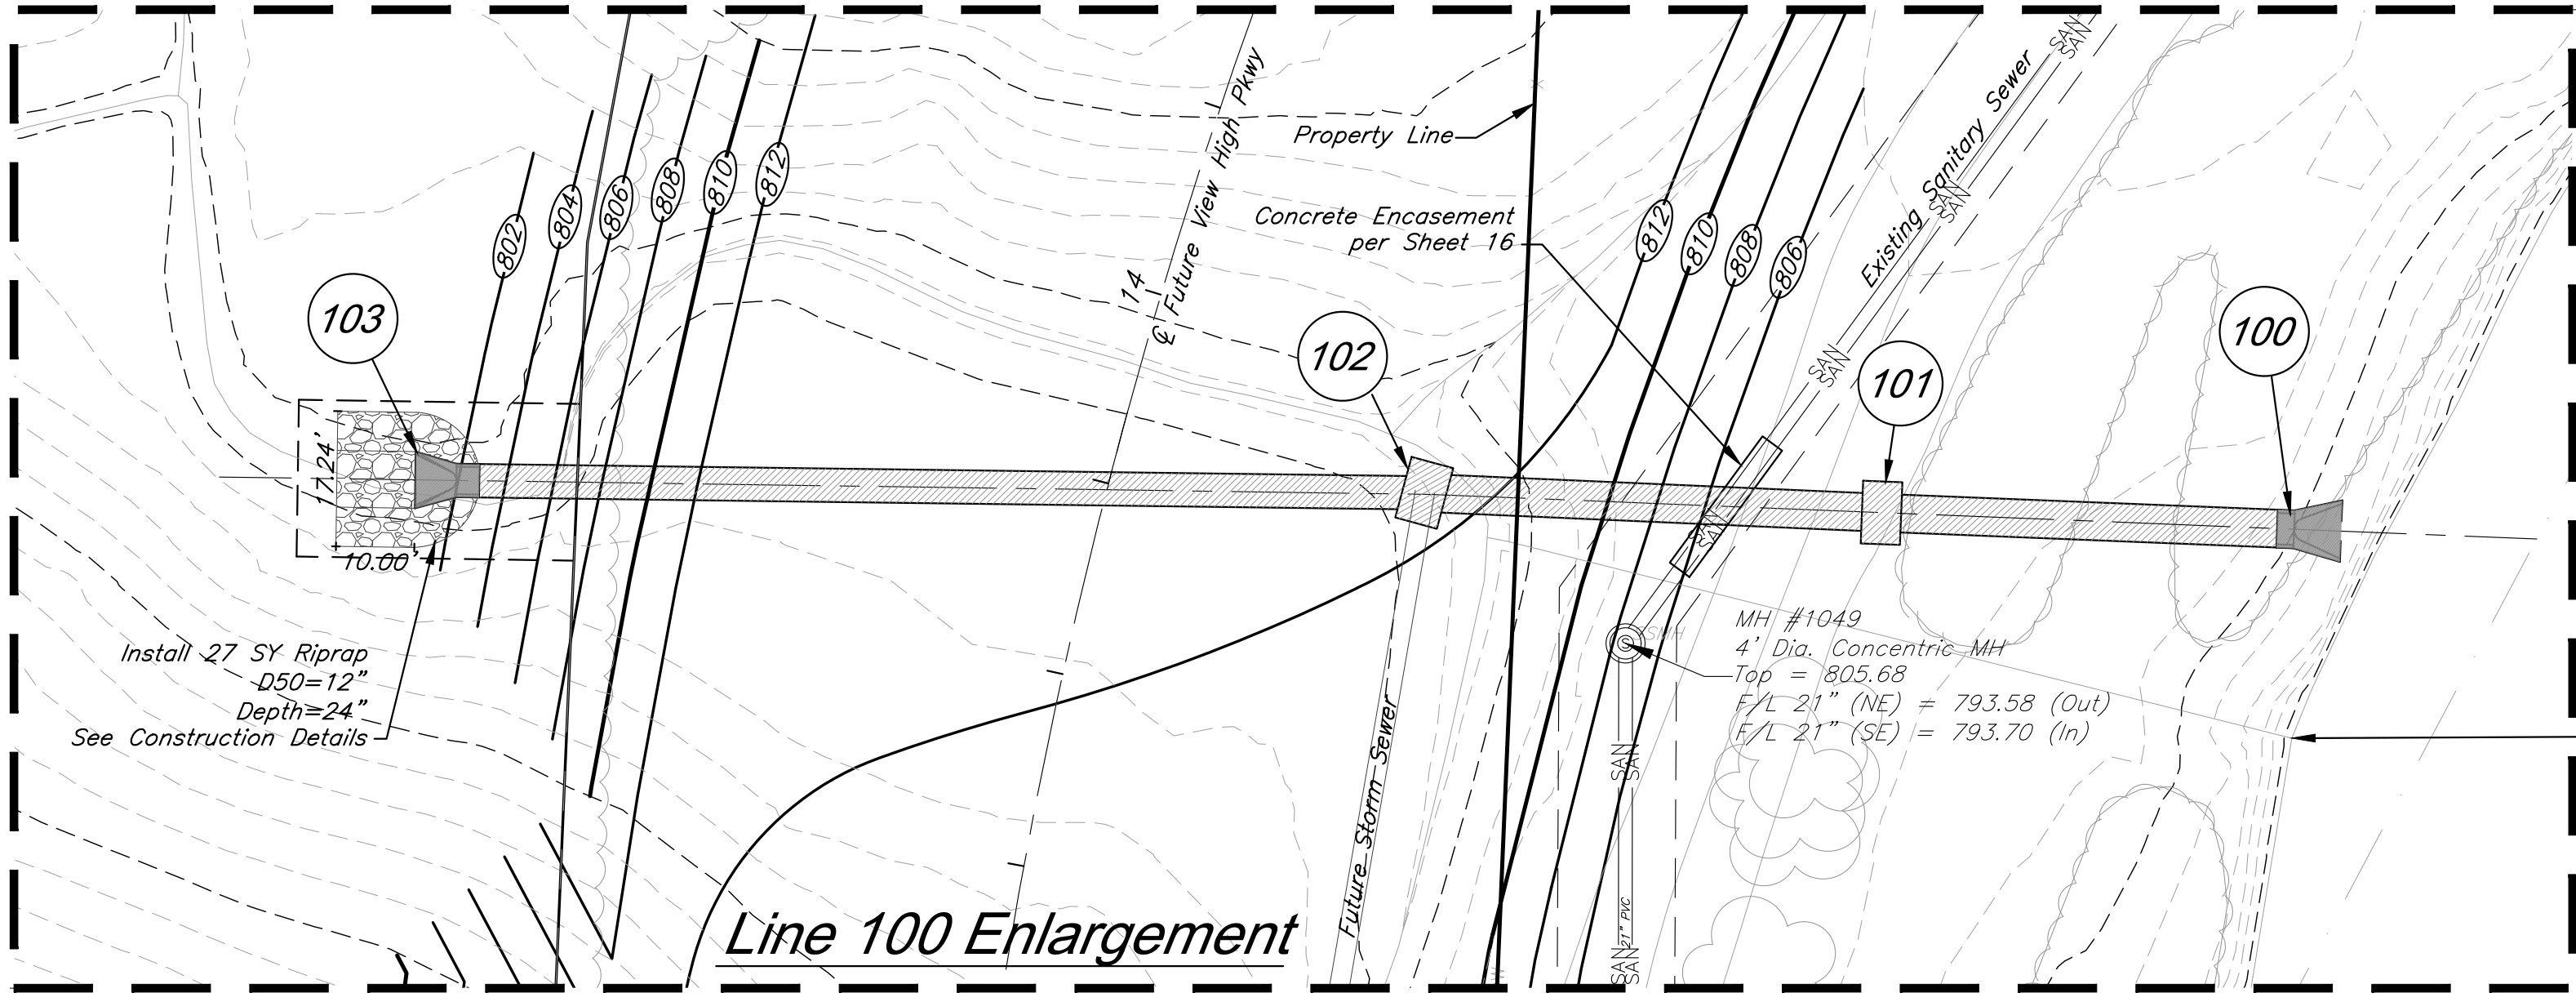 Property Line
Concrete Encasement
per Sheet 16
14
℄ Future View High Pkwy
Existing Sanitary Sewer
SAN
SAN
SAN
SAN
SAN
SAN
SAN
SAN
SAN
SAN
SAN
SAN
802
804
806
808
810
812
812
810
808
806
103
102
101
100
17.24'
10.00'
Install 27 SY Riprap
D50=12"
Depth=24"
See Construction Details
MH #1049
4' Dia. Concentric MH
Top = 805.68
F/L 21" (NE) = 793.58 (Out)
F/L 21" (SE) = 793.70 (In)
Future Storm Sewer
21" PVC
Line 100 Enlargement